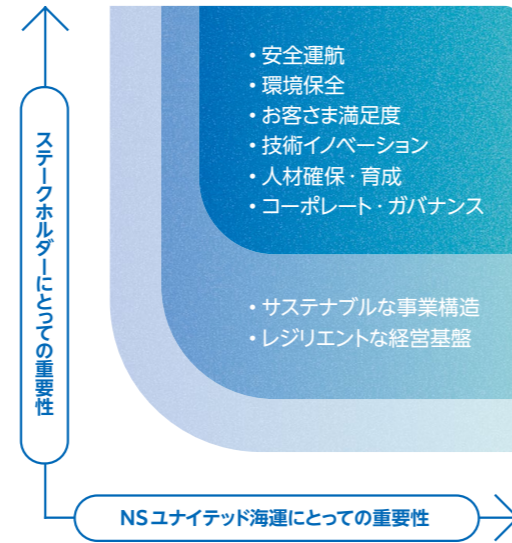 ・安全運航
・環境保全
・お客さま満足度
・技術イノベーション
・人材確保・育成
・コーポレート・ガバナンス
・サステナブルな事業構造
・レジリエントな経営基盤
ステークホルダーにとっての重要性
NSユナイテッド海運にとっての重要性